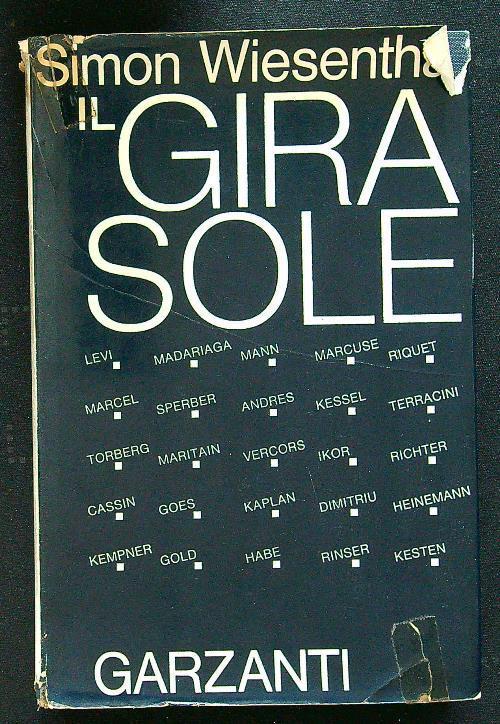 Simon Wiesentha
IL
GIRA
SOLE
LEVI MADARIAGA MANN MARCUSE RIQUET
MARCEL SPERBER ANDRES KESSEL TERRACINI
TORBERG MARITAIN VERCORS IKOR RICHTER
CASSIN GOES KAPLAN DIMITRIU HEINEMANN
KEMPNER GOLD HABE RINSER KESTEN
GARZANTI